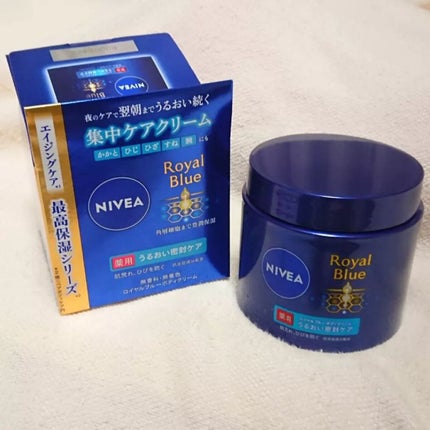 夜のケアで翌朝までうるおい続く
集中ケアクリーム
かかと ひじ ひざ すね 腕 にも
エイジングケア
最高保湿シリーズ
Royal
Blue
NIVEA
角層細胞まで豊潤保湿
薬用 うるおい密封ケア
肌荒れ、ひびを防ぐ
無香料・無着色
ロイヤルブルーボディクリーム
NIVEA
Royal
Blue
NIVEA
薬用
うるおい密封ケア
肌荒れ、ひびを防ぐ